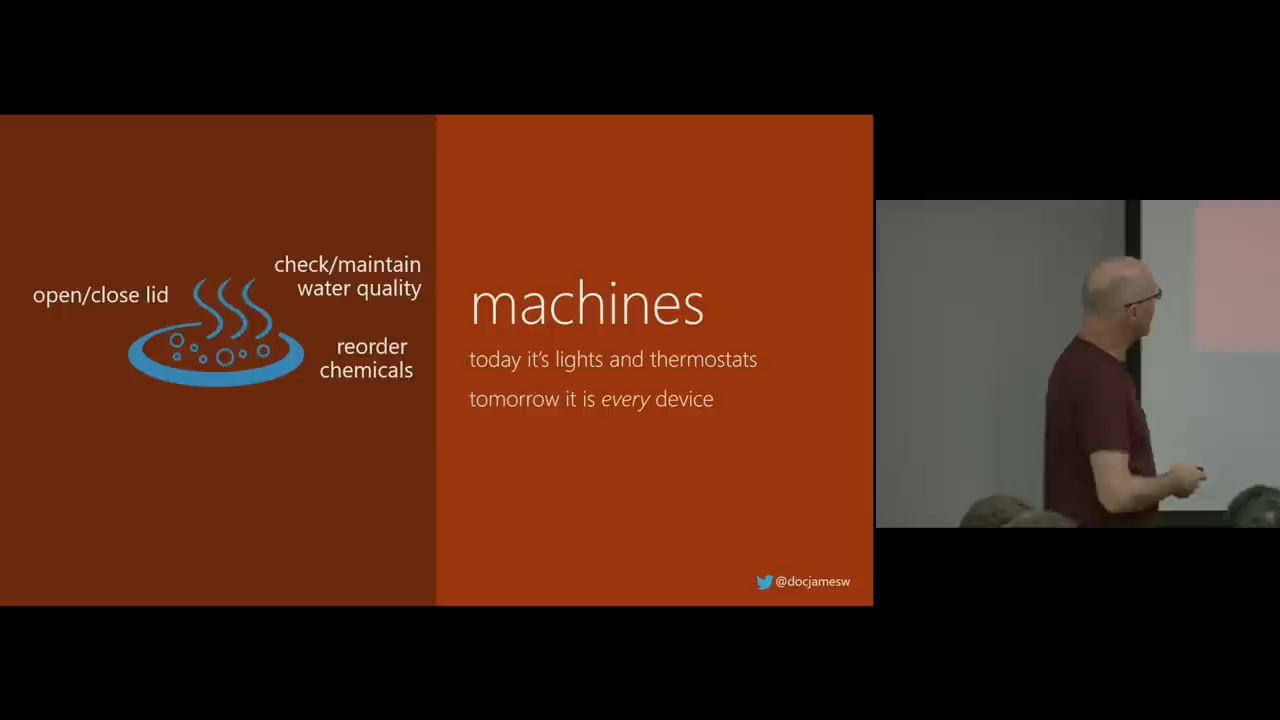 open/close lid
check/maintain
water quality
reorder
chemicals
machines
today it's lights and thermostats
tomorrow it is every device
@docjamesw